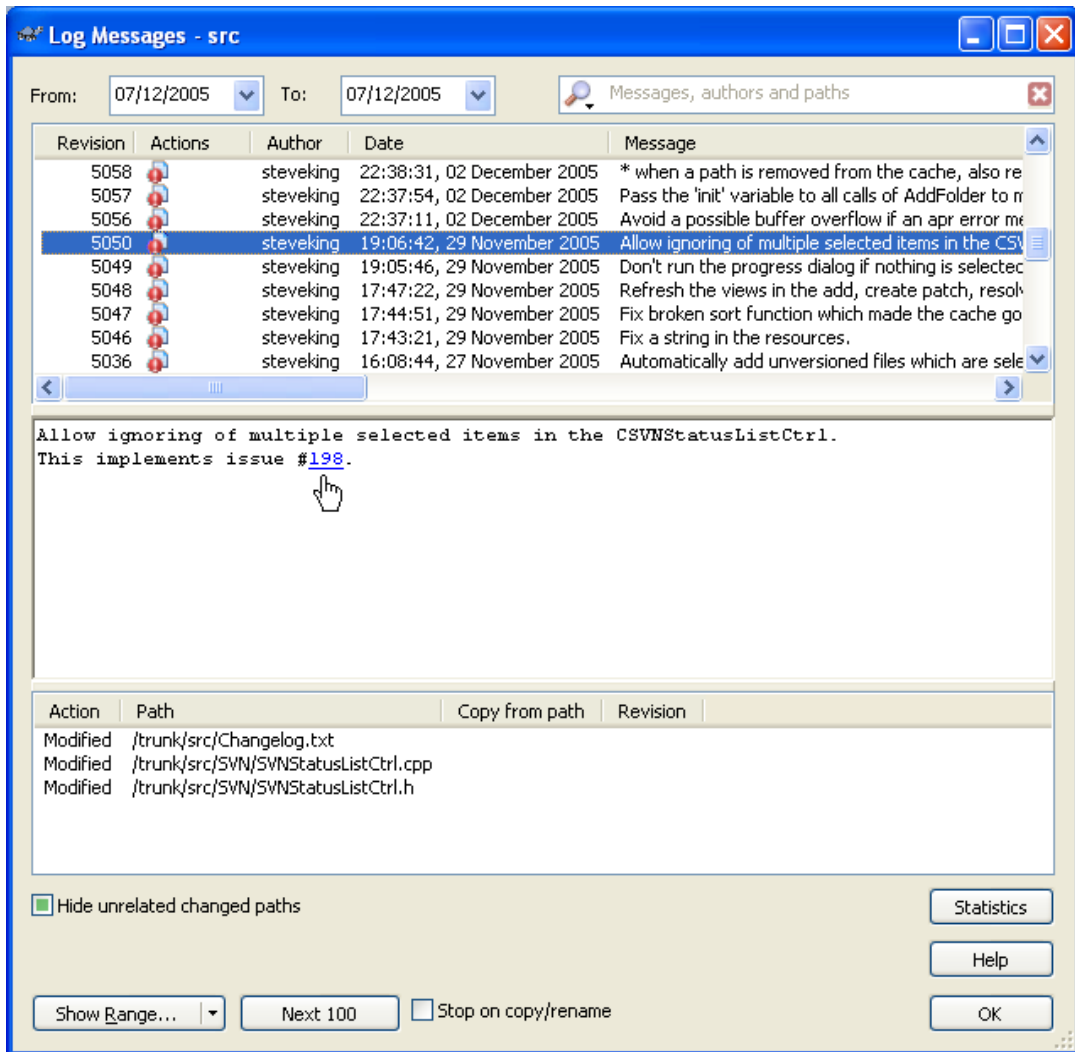 Log Messages - src
From: 07/12/2005 To: 07/12/2005 Messages, authors and paths
Revision Actions Author Date Message
5058 steveking 22:38:31, 02 December 2005 * when a path is removed from the cache, also re
5057 steveking 22:37:54, 02 December 2005 Pass the 'init' variable to all calls of AddFolder to
5056 steveking 22:37:11, 02 December 2005 Avoid a possible buffer overflow if an apr error me
5050 steveking 19:06:42, 29 November 2005 Allow ignoring of multiple selected items in the CSV
5049 steveking 19:05:46, 29 November 2005 Don't run the progress dialog if nothing is selected
5048 steveking 17:47:22, 29 November 2005 Refresh the views in the add, create patch, resolv
5047 steveking 17:44:51, 29 November 2005 Fix broken sort function which made the cache go
5046 steveking 17:43:21, 29 November 2005 Fix a string in the resources.
5036 steveking 16:08:44, 27 November 2005 Automatically add unversioned files which are sele
Allow ignoring of multiple selected items in the CSVNStatusListCtrl.
This implements issue #198.
Action Path Copy from path Revision
Modified /trunk/src/Changelog.txt
Modified /trunk/src/SVN/SVNStatusListCtrl.cpp
Modified /trunk/src/SVN/SVNStatusListCtrl.h
Hide unrelated changed paths
Statistics
Help
Show Range... Next 100 Stop on copy/rename OK